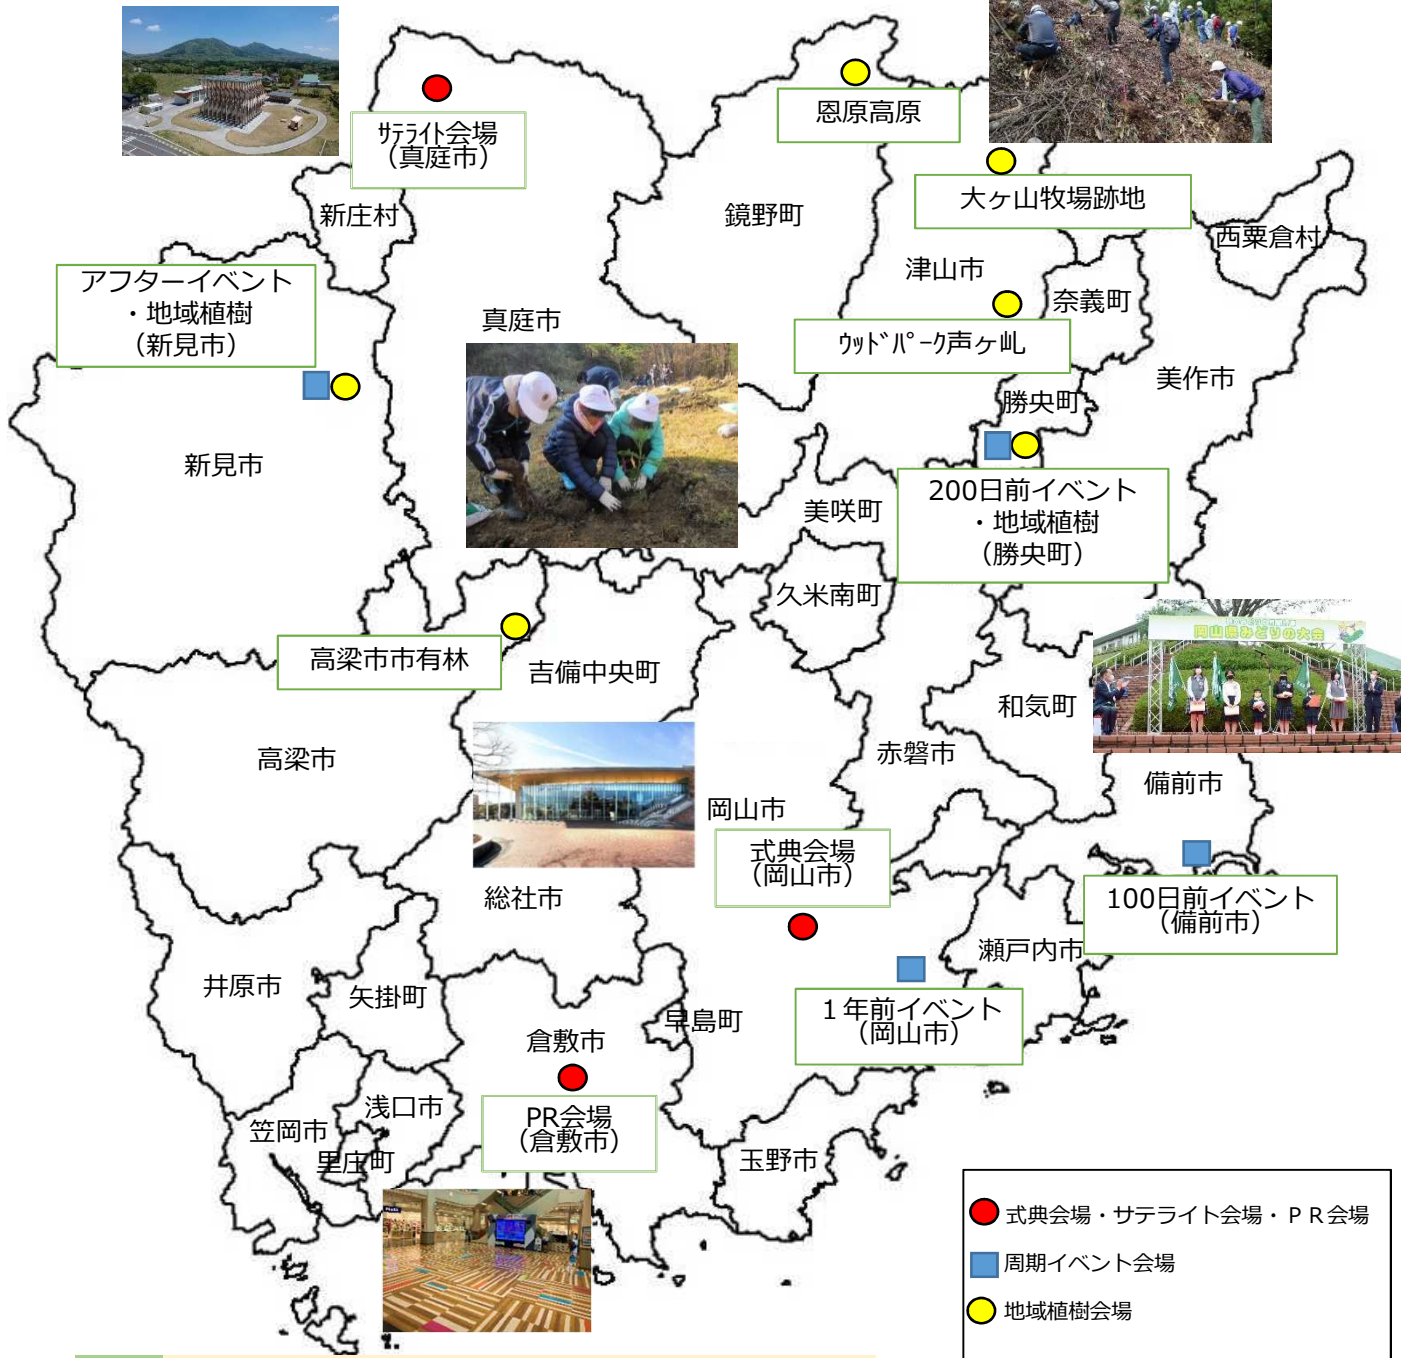 サテライト会場
（真庭市）
恩原高原
大ヶ山牧場跡地
新庄村
鏡野町
西粟倉村
アフターイベント
・地域植樹
（新見市）
津山市
奈義町
真庭市
ｳｯﾄﾞﾊﾟｰｸ声ヶ乢
美作市
勝央町
新見市
200日前イベント
・地域植樹
（勝央町）
美咲町
久米南町
岡山県みどりの大会
高梁市市有林
吉備中央町
和気町
高梁市
赤磐市
備前市
岡山市
式典会場
（岡山市）
総社市
100日前イベント
（備前市）
瀬戸内市
井原市
矢掛町
早島町
１年前イベント
（岡山市）
倉敷市
浅口市
笠岡市
里庄町
PR会場
（倉敷市）
玉野市
式典会場・サテライト会場・ＰＲ会場
周期イベント会場
地域植樹会場